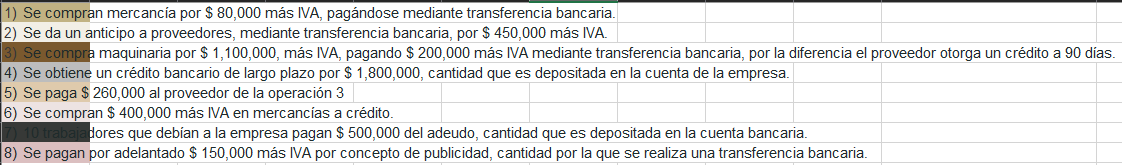 1) Se compran mercancía por $ 80,000 más IVA, pagándose mediante transferencia bancaria.
2) Se da un anticipo a proveedores, mediante transferencia bancaria, por $ 450,000 más IVA.
3) Se compra maquinaria por $ 1,100,000, más IVA, pagando $ 200,000 más IVA mediante transferencia bancaria, por la diferencia el proveedor otorga un crédito a 90 días.
4) Se obtiene un crédito bancario de largo plazo por $ 1,800,000, cantidad que es depositada en la cuenta de la empresa.
5) Se paga $ 260,000 al proveedor de la operación 3
6) Se compran $ 400,000 más IVA en mercancías a crédito.
7) 10 trabajadores que debían a la empresa pagan $ 500,000 del adeudo, cantidad que es depositada en la cuenta bancaria.
8) Se pagan por adelantado $ 150,000 más IVA por concepto de publicidad, cantidad por la que se realiza una transferencia bancaria.